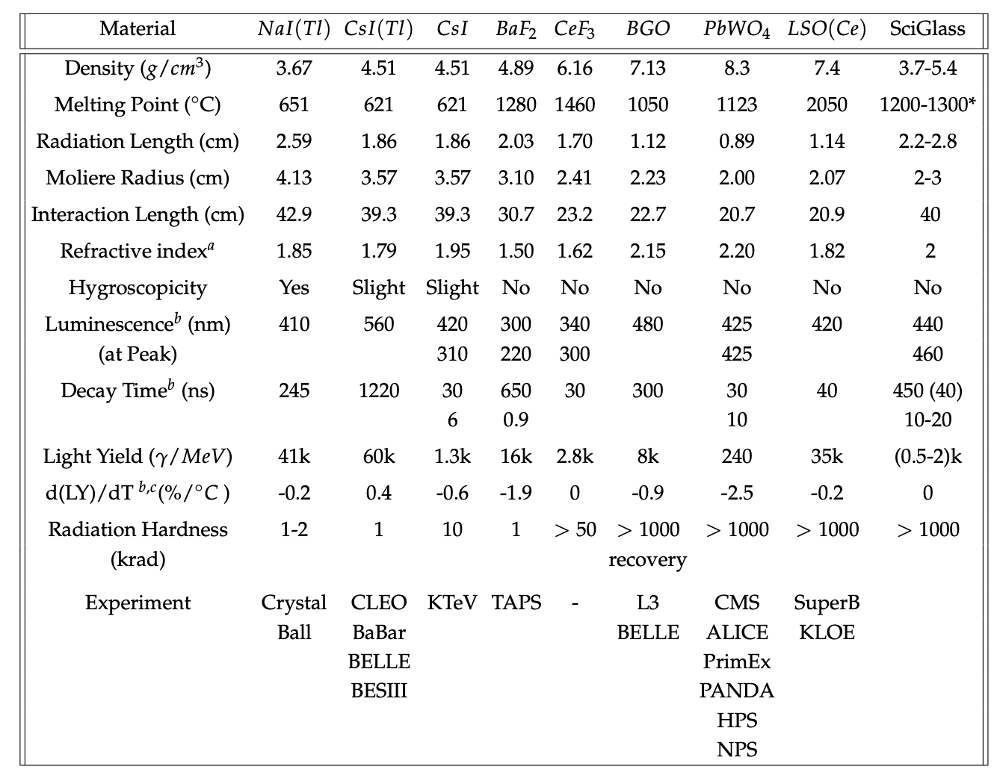 Material NaI(Tl) CsI(Tl) CsI BaF₂ CeF₃ BGO PbWO₄ LSO(Ce) SciGlass
Density (g/cm³) 3.67 4.51 4.51 4.89 6.16 7.13 8.3 7.4 3.7-5.4
Melting Point (°C) 651 621 621 1280 1460 1050 1123 2050 1200-1300*
Radiation Length (cm) 2.59 1.86 1.86 2.03 1.70 1.12 0.89 1.14 2.2-2.8
Moliere Radius (cm) 4.13 3.57 3.57 3.10 2.41 2.23 2.00 2.07 2-3
Interaction Length (cm) 42.9 39.3 39.3 30.7 23.2 22.7 20.7 20.9 40
Refractive indexᵃ 1.85 1.79 1.95 1.50 1.62 2.15 2.20 1.82 2
Hygroscopicity Yes Slight Slight No No No No No No
Luminescenceᵇ (nm) 410 560 420 300 340 480 425 420 440
(at Peak) 310 220 300 425 460
Decay Timeᵇ (ns) 245 1220 30 650 30 300 30 40 450 (40)
6 0.9 10 10-20
Light Yield (γ/MeV) 41k 60k 1.3k 16k 2.8k 8k 240 35k (0.5-2)k
d(LY)/dT ᵇ,ᶜ(%/°C ) -0.2 0.4 -0.6 -1.9 0 -0.9 -2.5 -0.2 0
Radiation Hardness 1-2 1 10 1 > 50 > 1000 > 1000 > 1000 > 1000
(krad) recovery
Experiment Crystal CLEO KTeV TAPS - L3 CMS SuperB
Ball BaBar BELLE ALICE KLOE
BELLE PrimEx
BESIII PANDA
HPS
NPS